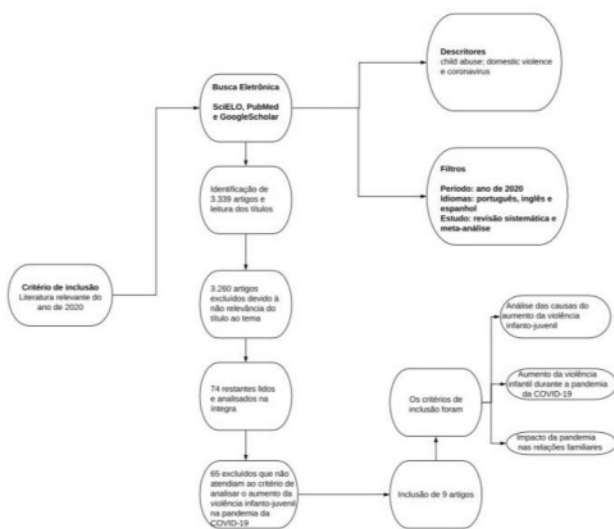 Descritores
child abuse; domestic violence
e coronavirus
Busca Eletrônica
SciELO, PubMed
e GoogleScholar
Filtros
Período: ano de 2020
Idiomas: português, inglês e
espanhol
Estudo: revisão sistemática e
meta-análise
Identificação de
3.339 artigos e
leitura dos títulos
Critério de inclusão
Literatura relevante do
ano de 2020
3.260 artigos
excluídos devido à
não relevância do
título ao tema
74 restantes lidos
e analisados na
íntegra
65 excluídos que não
atendiam ao critério de
analisar o aumento da
violência infanto-juvenil
na pandemia da
COVID-19
Inclusão de 9 artigos
Os critérios
de inclusão foram
Análise das causas do
aumento da violência
infanto-juvenil
Aumento da violência
infantil durante a pandemia
da COVID-19
Impacto da pandemia
nas relações familiares